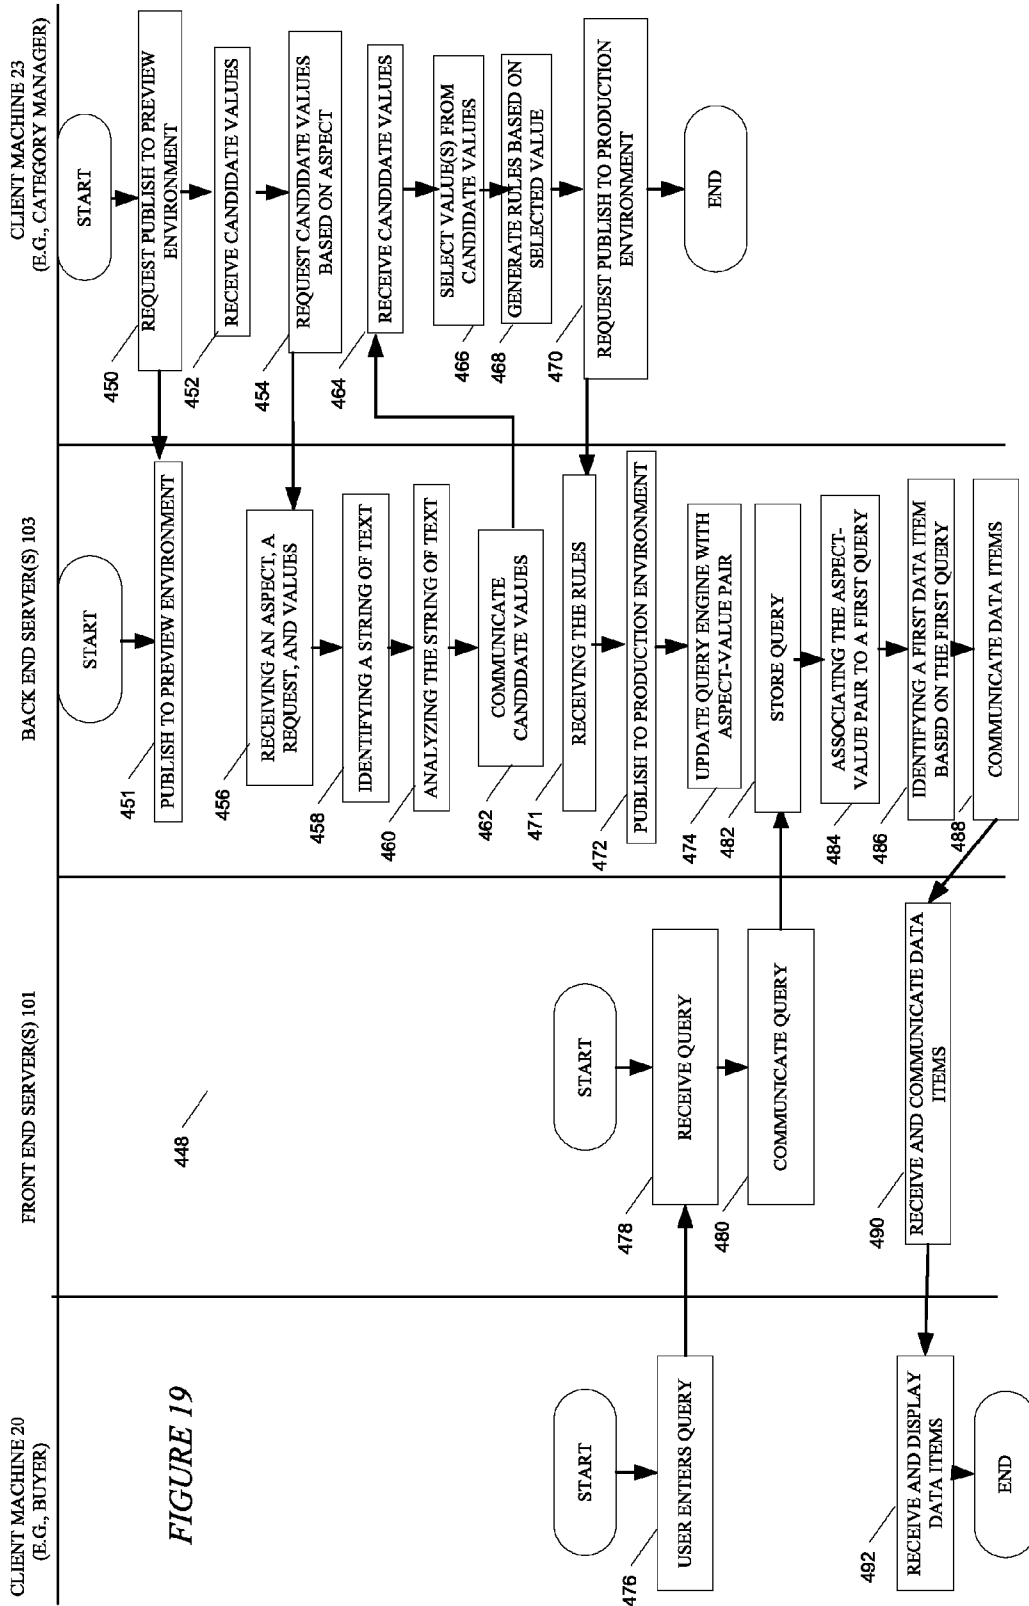 CLIENT MACHINE 20
(E.G., BUYER)
FIGURE 19
START
476
USER ENTERS QUERY
492
RECEIVE AND DISPLAY
DATA ITEMS
END
FRONT END SERVER(S) 101
448
START
478
RECEIVE QUERY
480
COMMUNICATE QUERY
490
RECEIVE AND COMMUNICATE DATA
ITEMS
BACK END SERVER(S) 103
START
451
PUBLISH TO PREVIEW ENVIRONMENT
456
RECEIVING AN ASPECT, A
REQUEST, AND VALUES
458
IDENTIFYING A STRING OF TEXT
460
ANALYZING THE STRING OF TEXT
462
COMMUNICATE
CANDIDATE VALUES
471
RECEIVING THE RULES
472
PUBLISH TO PRODUCTION ENVIRONMENT
474
UPDATE QUERY ENGINE WITH
ASPECT-VALUE PAIR
482
STORE QUERY
484
ASSOCIATING THE ASPECT-
VALUE PAIR TO A FIRST QUERY
486
IDENTIFYING A FIRST DATA ITEM
BASED ON THE FIRST QUERY
488
COMMUNICATE DATA ITEMS
CLIENT MACHINE 23
(E.G., CATEGORY MANAGER)
START
450
REQUEST PUBLISH TO PREVIEW
ENVIRONMENT
452
RECEIVE CANDIDATE VALUES
454
REQUEST CANDIDATE VALUES
BASED ON ASPECT
464
RECEIVE CANDIDATE VALUES
466
SELECT VALUE(S) FROM
CANDIDATE VALUES
468
GENERATE RULES BASED ON
SELECTED VALUE
470
REQUEST PUBLISH TO PRODUCTION
ENVIRONMENT
END